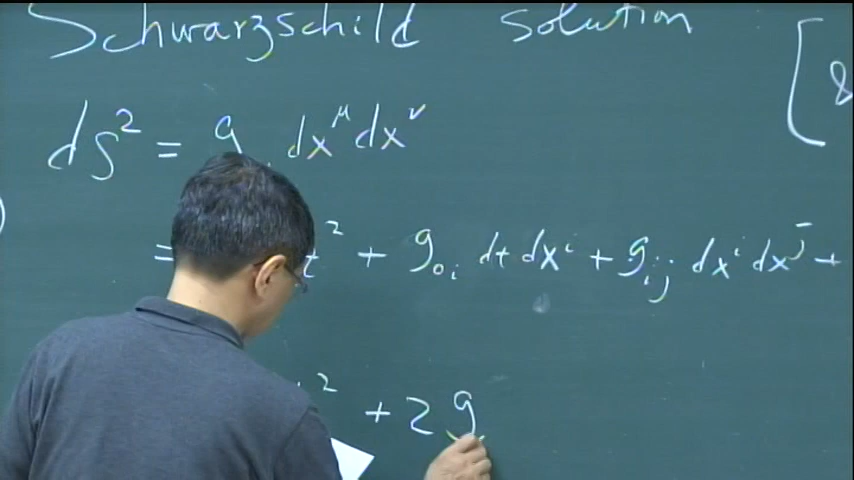 Schwarzschild solution [
ds² = g dx^μ dx^ν
= t² + g₀ᵢ dt dxⁱ + gᵢⱼ dxⁱ dxʲ +
² + 2 g